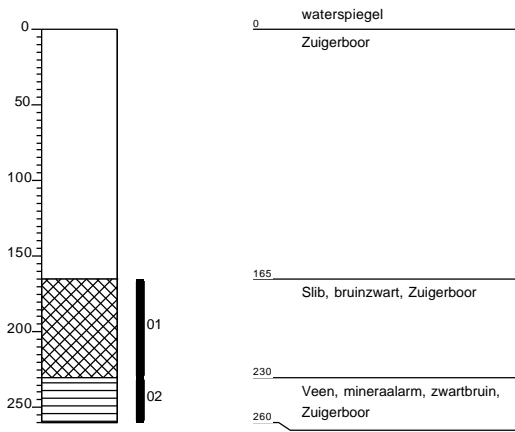 0
50
100
150
200
250
01
02
waterspiegel
0
Zuigerboor
165
Slib, bruinzwart, Zuigerboor
230
Veen, mineraalarm, zwartbruin,
Zuigerboor
260